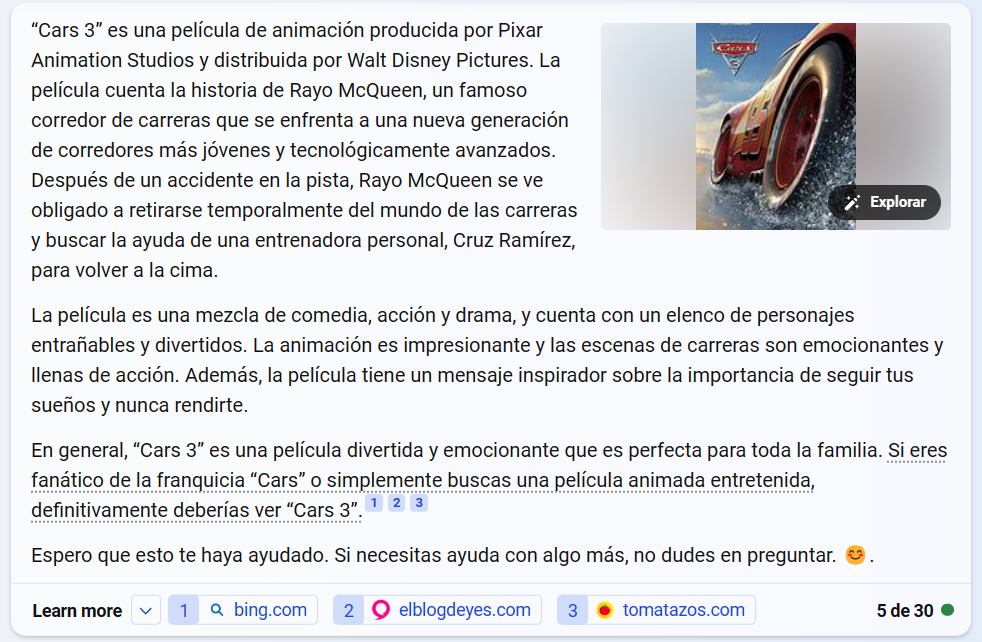 “Cars 3” es una película de animación producida por Pixar
Animation Studios y distribuida por Walt Disney Pictures. La
película cuenta la historia de Rayo McQueen, un famoso
corredor de carreras que se enfrenta a una nueva generación
de corredores más jóvenes y tecnológicamente avanzados.
Después de un accidente en la pista, Rayo McQueen se ve
obligado a retirarse temporalmente del mundo de las carreras
y buscar la ayuda de una entrenadora personal, Cruz Ramírez,
para volver a la cima.
Cars
3
Explorar
La película es una mezcla de comedia, acción y drama, y cuenta con un elenco de personajes
entrañables y divertidos. La animación es impresionante y las escenas de carreras son emocionantes y
llenas de acción. Además, la película tiene un mensaje inspirador sobre la importancia de seguir tus
sueños y nunca rendirte.
En general, “Cars 3” es una película divertida y emocionante que es perfecta para toda la familia. Si eres
fanático de la franquicia “Cars” o simplemente buscas una película animada entretenida,
definitivamente deberías ver “Cars 3”. 1 2 3
Espero que esto te haya ayudado. Si necesitas ayuda con algo más, no dudes en preguntar. 😊.
Learn more 1 bing.com 2 elblogdeyes.com 3 tomatazos.com 5 de 30